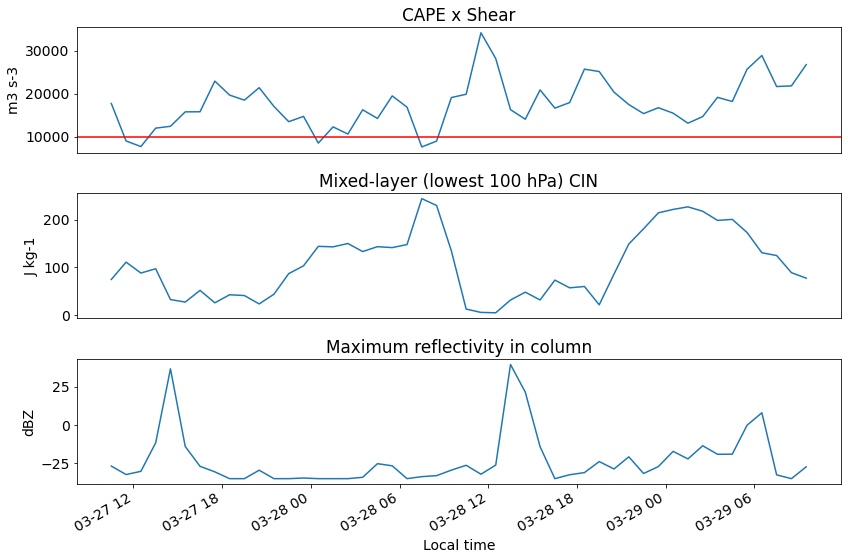 CAPE x Shear
30000
20000
10000
m3 s-3
Mixed-layer (lowest 100 hPa) CIN
200
100
0
J kg-1
Maximum reflectivity in column
25
0
−25
dBZ
03-27 12
03-27 18
03-28 00
03-28 06
03-28 12
03-28 18
03-29 00
03-29 06
Local time